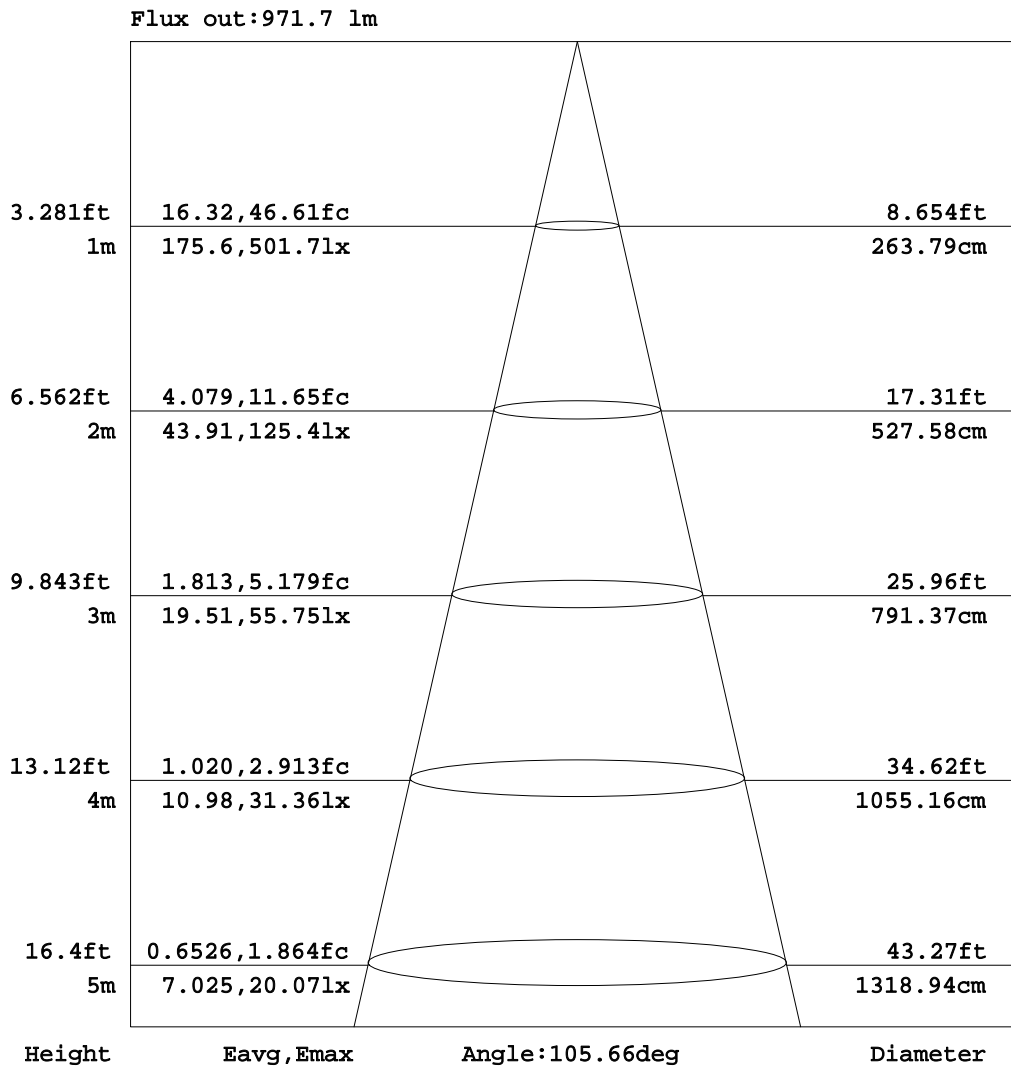 Flux out:971.7 lm
3.281ft 16.32,46.61fc 8.654ft
1m 175.6,501.7lx 263.79cm
6.562ft 4.079,11.65fc 17.31ft
2m 43.91,125.4lx 527.58cm
9.843ft 1.813,5.179fc 25.96ft
3m 19.51,55.75lx 791.37cm
13.12ft 1.020,2.913fc 34.62ft
4m 10.98,31.36lx 1055.16cm
16.4ft 0.6526,1.864fc 43.27ft
5m 7.025,20.07lx 1318.94cm
Height Eavg,Emax Angle:105.66deg Diameter